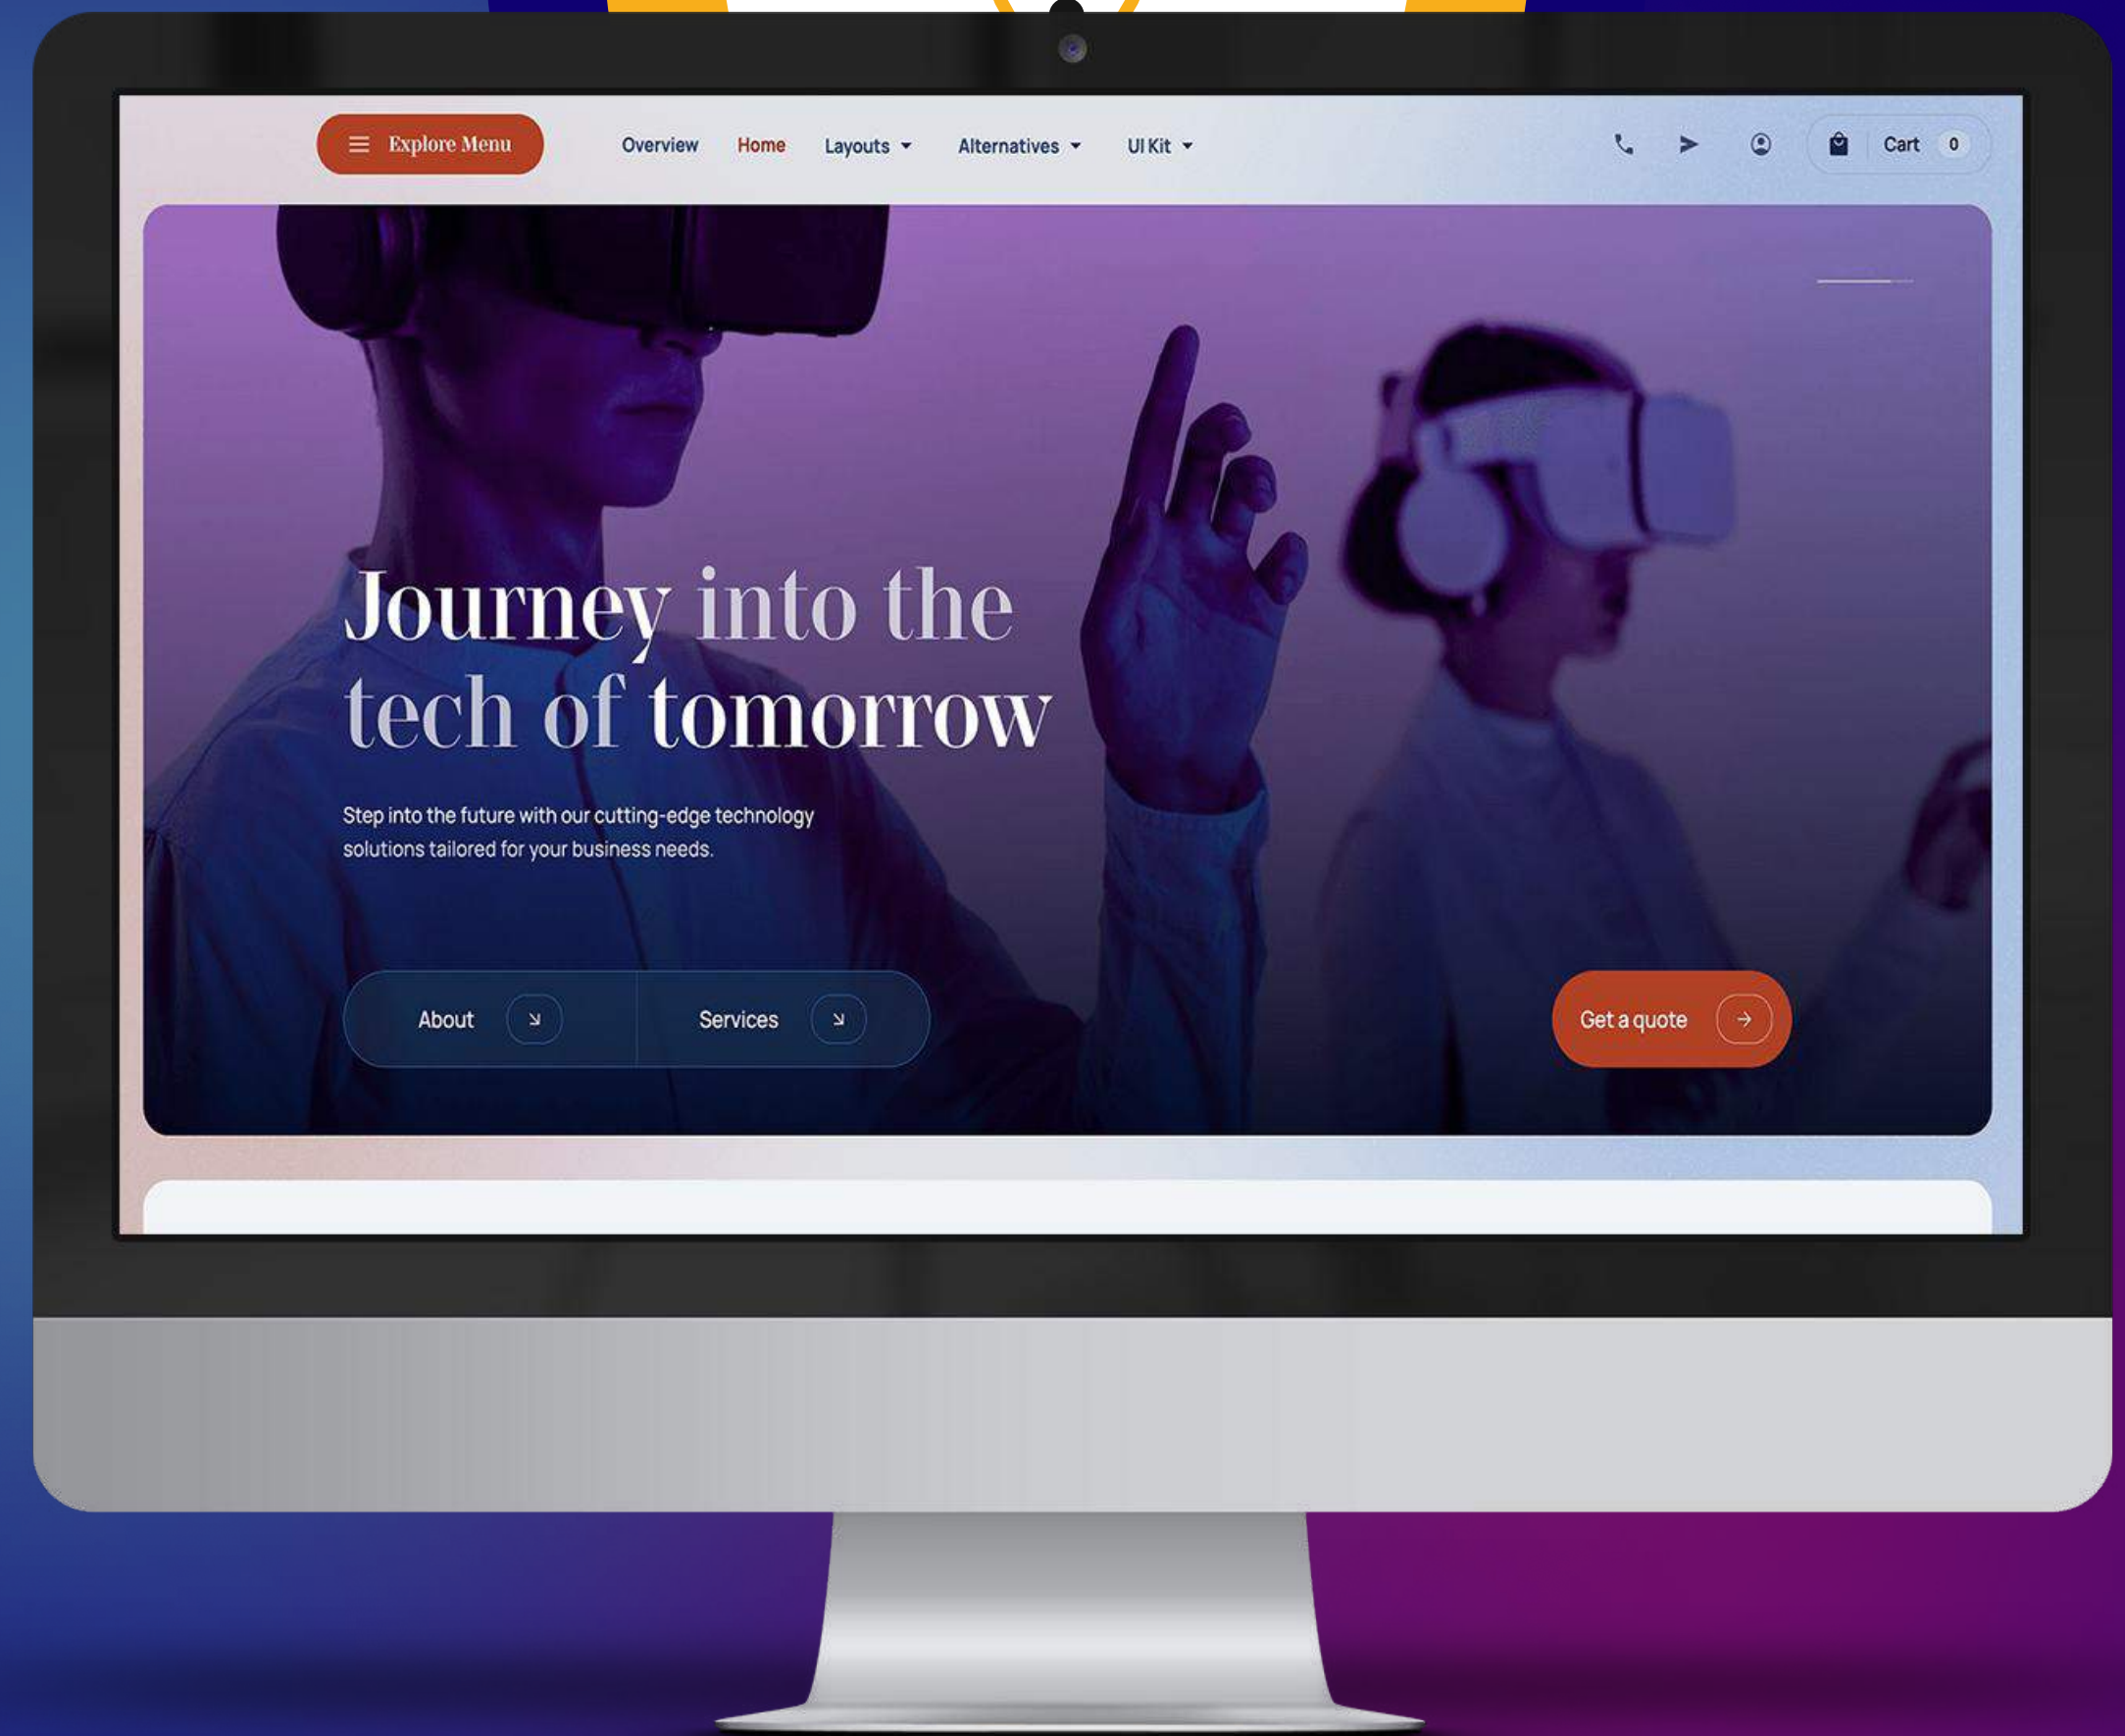 Explore Menu
Overview
Home
Layouts
Alternatives
UI Kit
Cart
0
Journey into the
tech of tomorrow
Step into the future with our cutting-edge technology
solutions tailored for your business needs.
About
Services
Get a quote